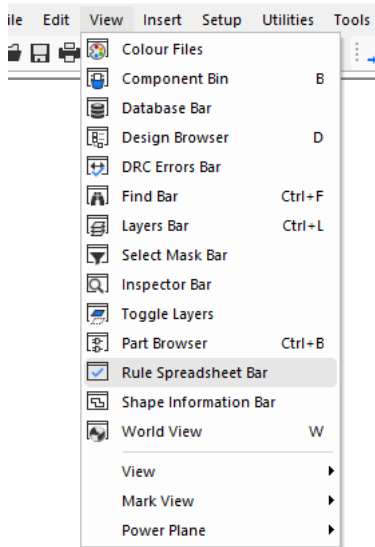 ile Edit View Insert Setup Utilities Tools
Colour Files
Component Bin B
Database Bar
Design Browser D
DRC Errors Bar
Find Bar Ctrl+F
Layers Bar Ctrl+L
Select Mask Bar
Inspector Bar
Toggle Layers
Part Browser Ctrl+B
Rule Spreadsheet Bar
Shape Information Bar
World View W
View
Mark View
Power Plane